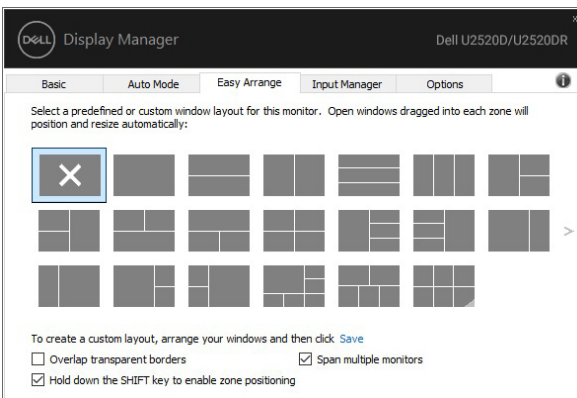 DELL Display Manager Dell U2520D/U2520DR
Basic Auto Mode Easy Arrange Input Manager Options
Select a predefined or custom window layout for this monitor. Open windows dragged into each zone will
position and resize automatically:
To create a custom layout, arrange your windows and then click Save
Overlap transparent borders Span multiple monitors
Hold down the SHIFT key to enable zone positioning